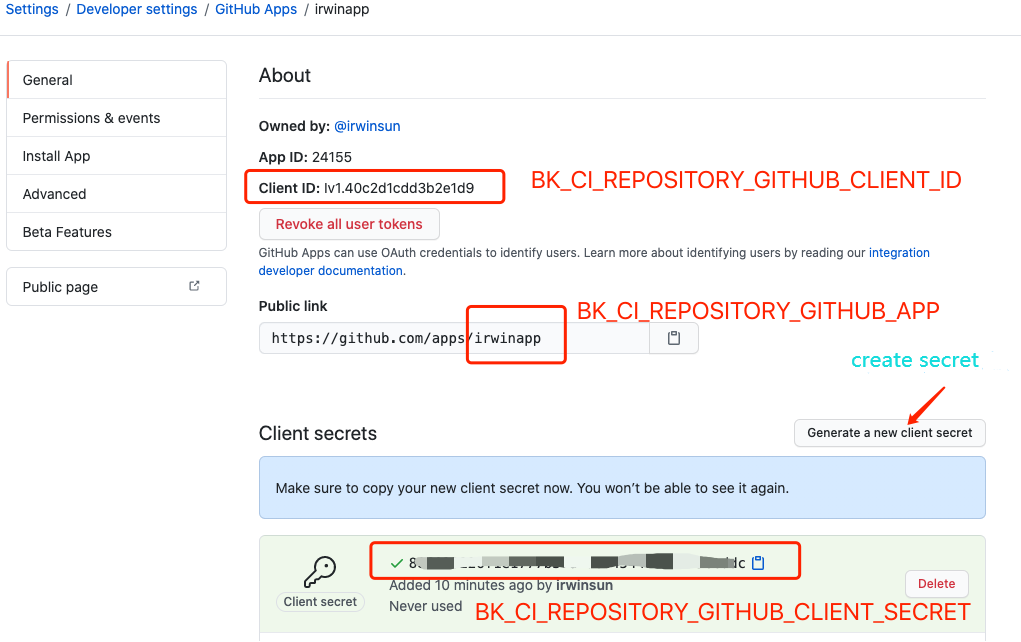 Settings / Developer settings / GitHub Apps / irwinapp
General
Permissions & events
Install App
Advanced
Beta Features
Public page
About
Owned by: @irwinsun
App ID: 24155
Client ID: Iv1.40c2d1cdd3b2e1d9
BK_CI_REPOSITORY_GITHUB_CLIENT_ID
Revoke all user tokens
GitHub Apps can use OAuth credentials to identify users. Learn more about identifying users by reading our integration
developer documentation.
Public link
BK_CI_REPOSITORY_GITHUB_APP
https://github.com/apps/irwinapp
create secret
Client secrets
Generate a new client secret
Make sure to copy your new client secret now. You won’t be able to see it again.
Client secret
Added 10 minutes ago by irwinsun
Never used
Delete
BK_CI_REPOSITORY_GITHUB_CLIENT_SECRET